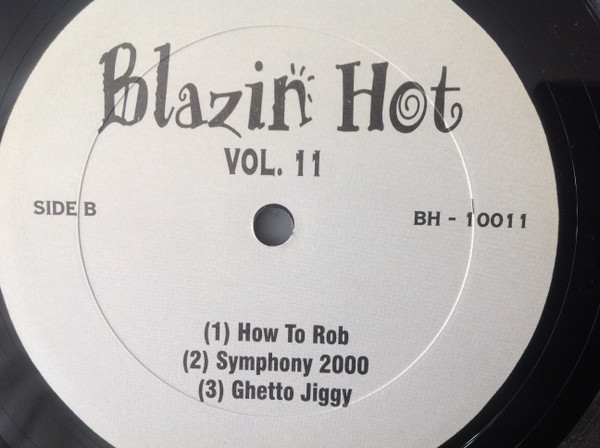 Blazin Hot
VOL. 11
SIDE B
BH - 10011
(1) How To Rob
(2) Symphony 2000
(3) Ghetto Jiggy